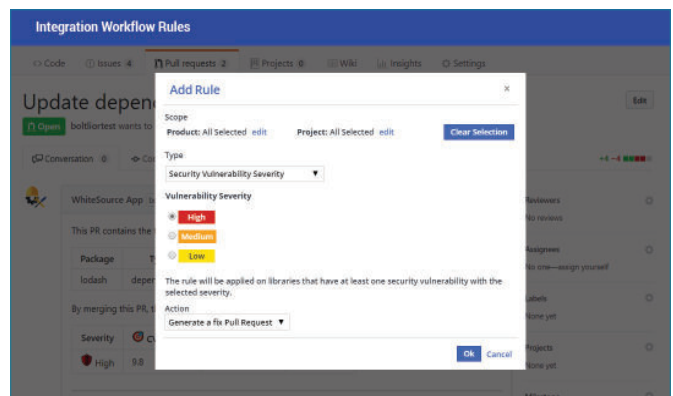 Integration Workflow Rules
Code Issues 4 Pull requests 2 Projects 0 Wiki Insights Settings
Update depen
Edit
Open boltliortest wants to
Conversation 0
+4 −4
Add Rule ×
Scope
Product: All Selected edit Project: All Selected edit Clear Selection
Type
Security Vulnerability Severity
Vulnerability Severity
High
Medium
Low
The rule will be applied on libraries that have at least one security vulnerability with the
selected severity.
Action
Generate a fix Pull Request
Ok Cancel
WhiteSource App
This PR contains the
Package
lodash depen
By merging this PR, t
Severity
High 9.8
Reviewers
No reviews
Assignees
No one—assign yourself
Labels
None yet
Projects
None yet